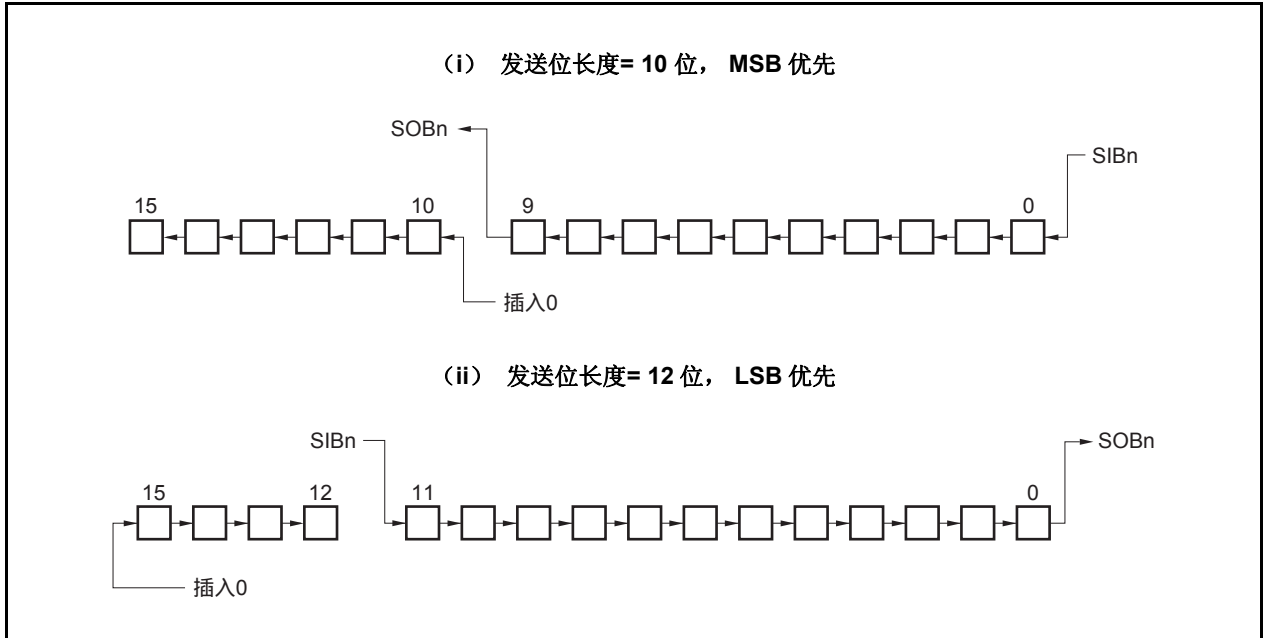 （i） 发送位长度= 10 位， MSB 优先
SOBn
SIBn
15 10 9 0
插入0
（ii） 发送位长度= 12 位， LSB 优先
SIBn SOBn
15 12 11 0
插入0